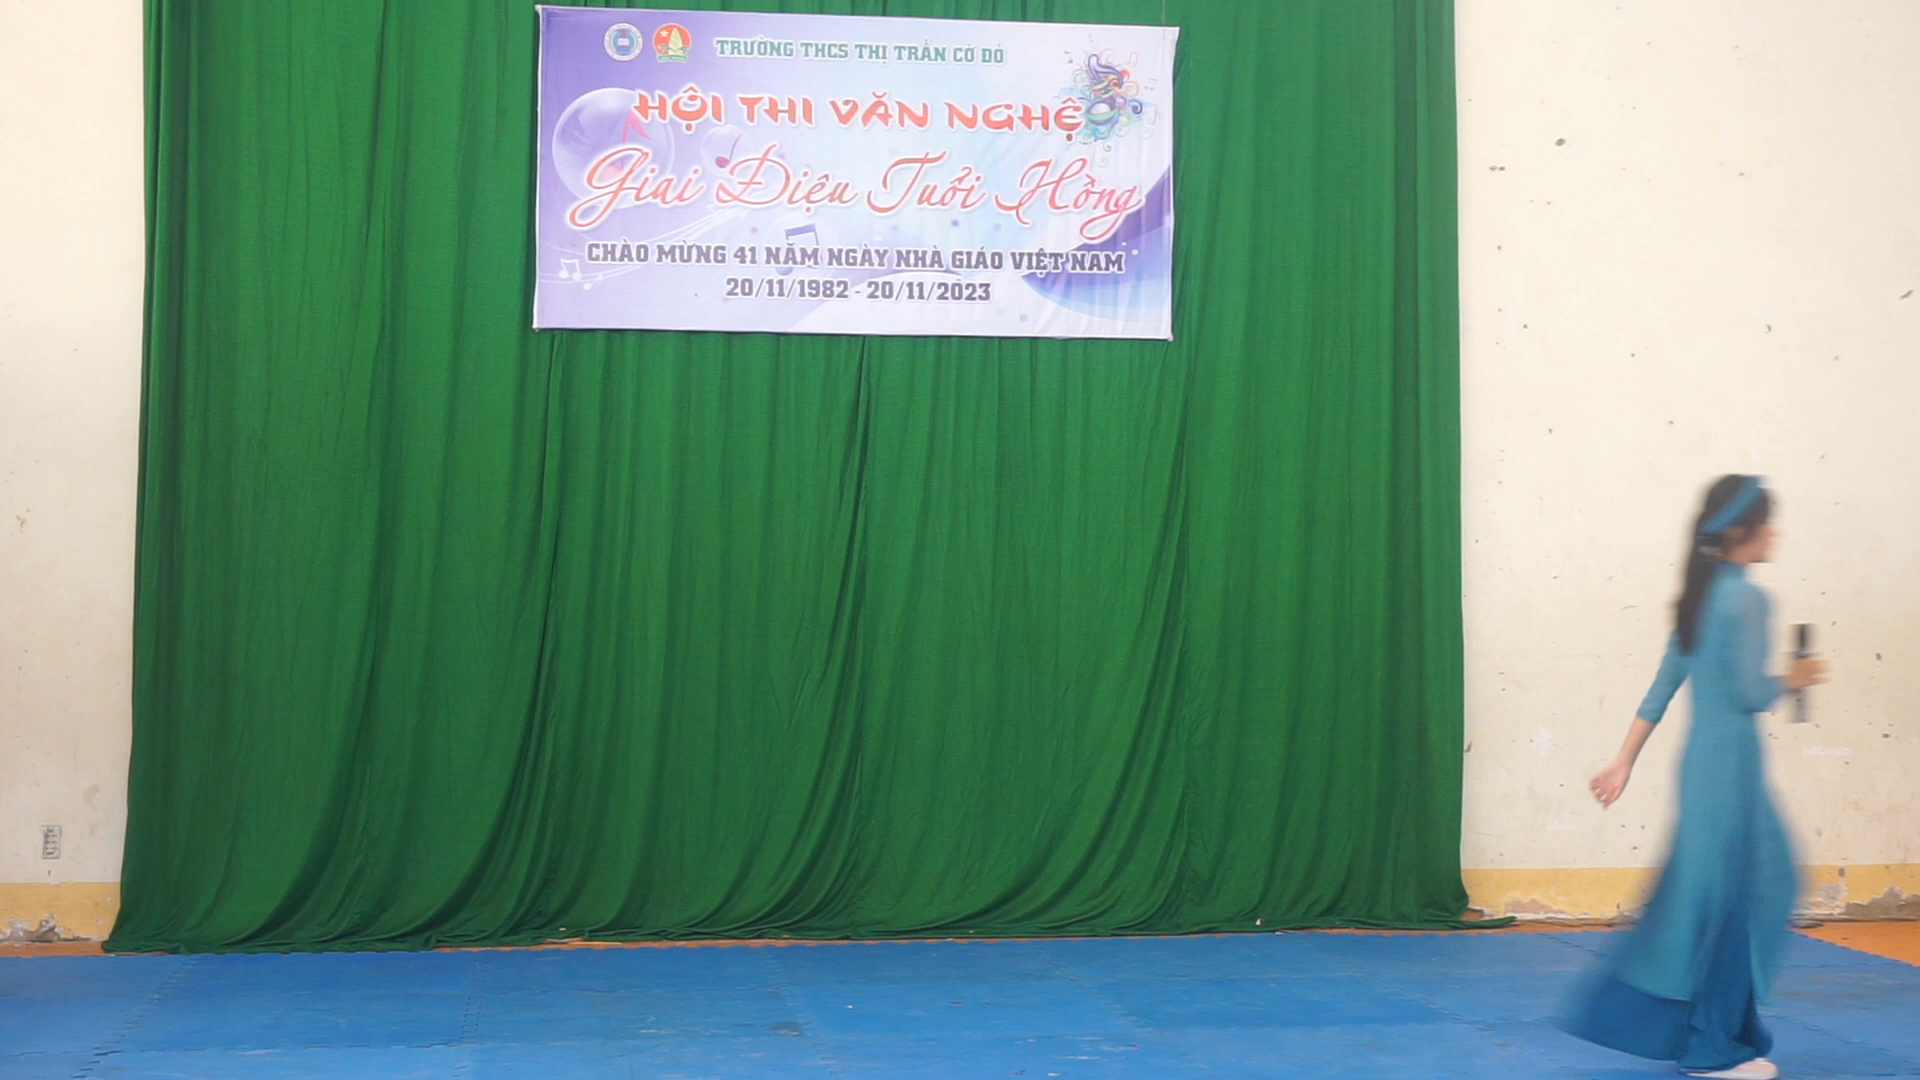 TRƯỜNG THCS THỊ TRẤN CỜ ĐỎ
HỘI THI VĂN NGHỆ
Giai Điệu Tuổi Hồng
CHÀO MỪNG 41 NĂM NGÀY NHÀ GIÁO VIỆT NAM
20/11/1982 - 20/11/2023